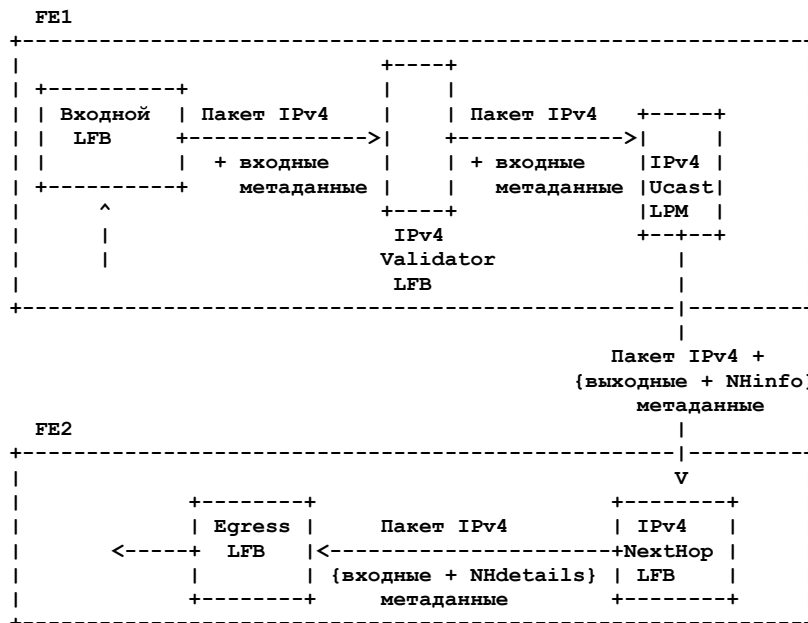 FE1
Входной Пакет IPv4 Пакет IPv4
LFB
+ входные + входные IPv4
метаданные метаданные Ucast
LPM
IPv4
Validator
LFB
Пакет IPv4 +
{выходные + NHinfo}
метаданные
FE2
V
Egress Пакет IPv4 IPv4
LFB NextHop
{входные + NHdetails} LFB
метаданные